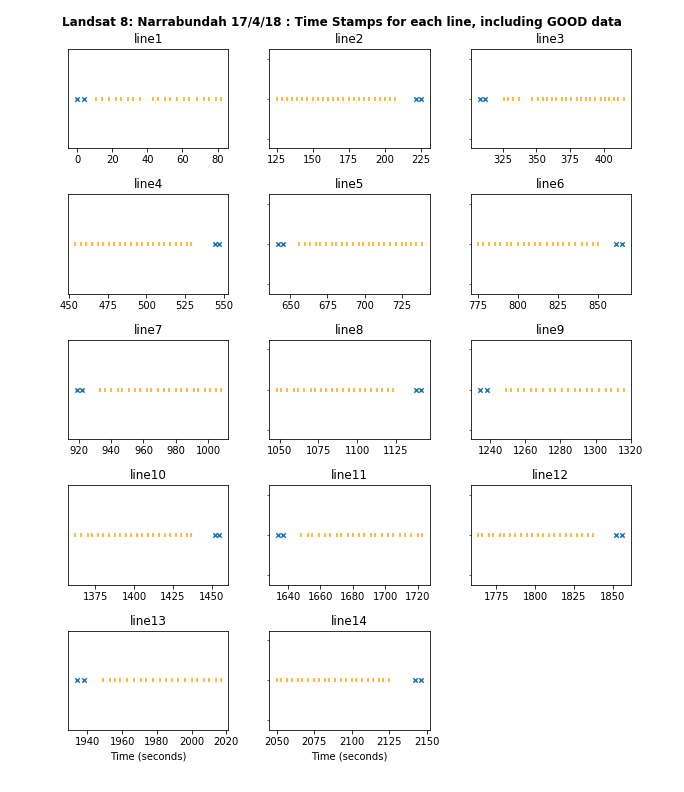 Landsat 8: Narrabundah 17/4/18 : Time Stamps for each line, including GOOD data
line1 line2 line3
0 20 40 60 80 125 150 175 200 225 325 350 375 400
line4 line5 line6
450 475 500 525 550 650 675 700 725 775 800 825 850
line7 line8 line9
920 940 960 980 1000 1050 1075 1100 1125 1240 1260 1280 1300 1320
line10 line11 line12
1375 1400 1425 1450 1640 1660 1680 1700 1720 1775 1800 1825 1850
line13 line14
1940 1960 1980 2000 2020 2050 2075 2100 2125 2150
Time (seconds) Time (seconds)